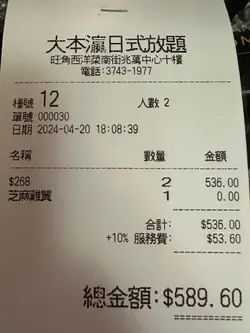 大本瀛日式放題
旺角西洋菜南街兆萬中心十樓
電話:3743-1977
檯號 12 人數 2
單號 000030
日期 2024-04-20 18:08:39
名稱 數量 金額
$268 2 536.00
芝麻雞翼 1 0.00
合計: $536.00
+10% 服務費: $53.60
總金額:$589.60